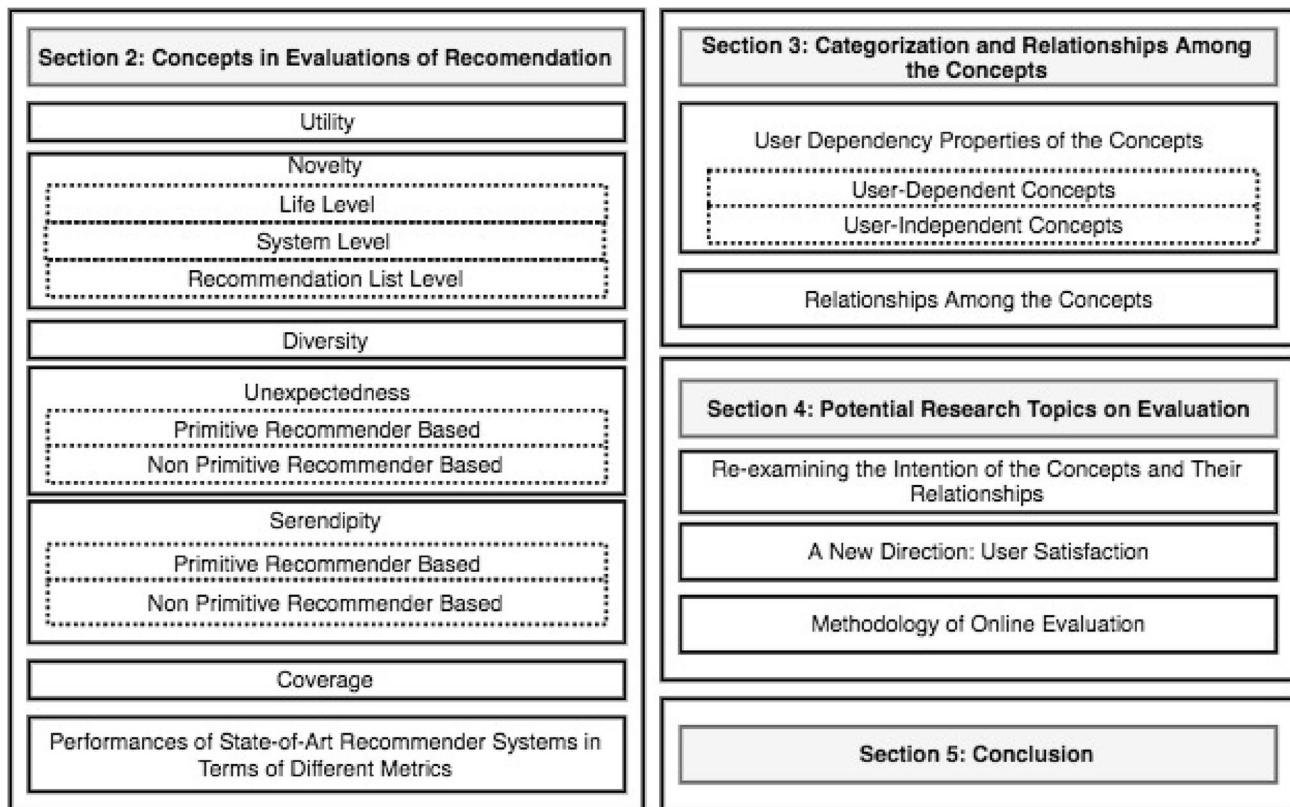 Section 2: Concepts in Evaluations of Recomendation
Utility
Novelty
Life Level
System Level
Recommendation List Level
Diversity
Unexpectedness
Primitive Recommender Based
Non Primitive Recommender Based
Serendipity
Primitive Recommender Based
Non Primitive Recommender Based
Coverage
Performances of State-of-Art Recommender Systems in
Terms of Different Metrics
Section 3: Categorization and Relationships Among
the Concepts
User Dependency Properties of the Concepts
User-Dependent Concepts
User-Independent Concepts
Relationships Among the Concepts
Section 4: Potential Research Topics on Evaluation
Re-examining the Intention of the Concepts and Their
Relationships
A New Direction: User Satisfaction
Methodology of Online Evaluation
Section 5: Conclusion